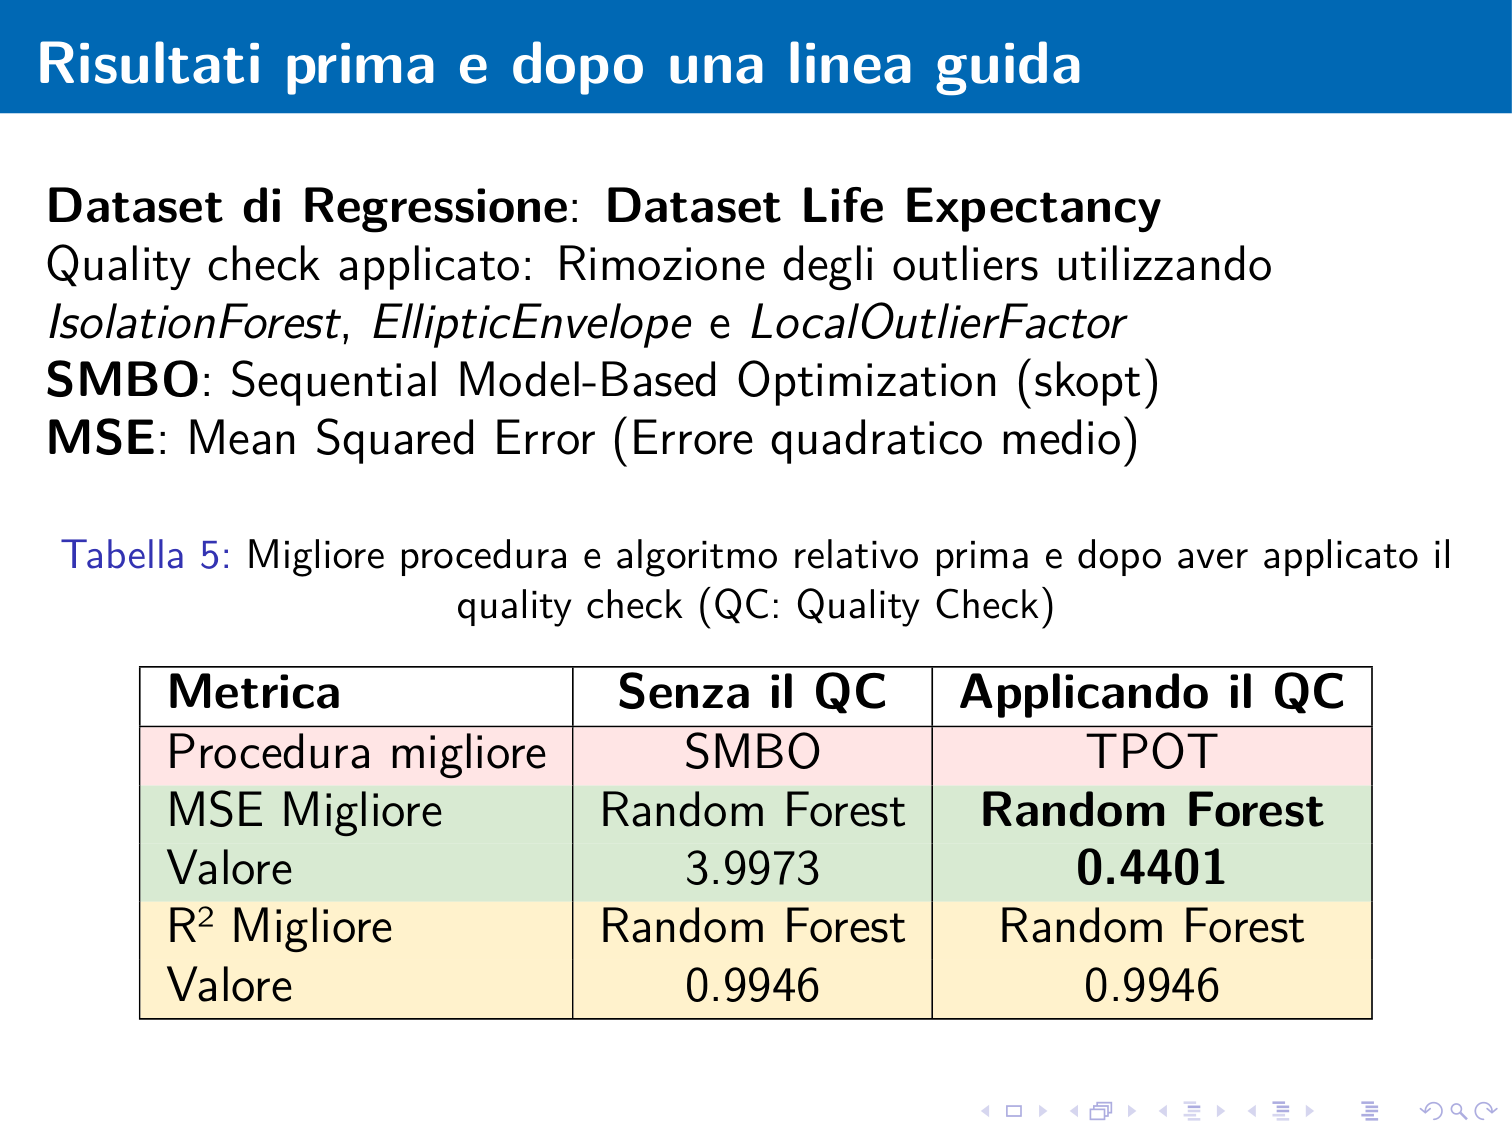 Risultati prima e dopo una linea guida
Dataset di Regressione: Dataset Life Expectancy
Quality check applicato: Rimozione degli outliers utilizzando
IsolationForest, EllipticEnvelope e LocalOutlierFactor
SMBO: Sequential Model-Based Optimization (skopt)
MSE: Mean Squared Error (Errore quadratico medio)
Tabella 5: Migliore procedura e algoritmo relativo prima e dopo aver applicato il
quality check (QC: Quality Check)
Metrica Senza il QC Applicando il QC
Procedura migliore SMBO TPOT
MSE Migliore Random Forest Random Forest
Valore 3.9973 0.4401
R² Migliore Random Forest Random Forest
Valore 0.9946 0.9946